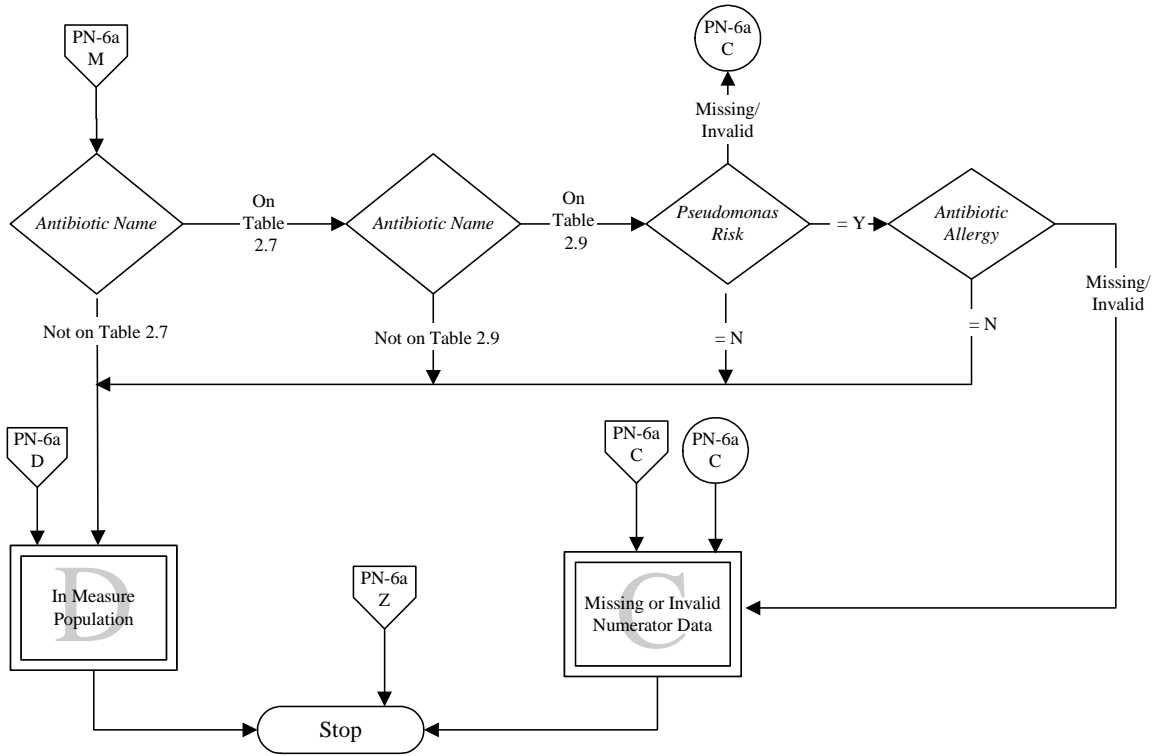 PN-6a
M
PN-6a
C
Missing/
Invalid
Antibiotic Name
On
Table
2.7
Antibiotic Name
On
Table
2.9
Pseudomonas
Risk
= Y
Antibiotic
Allergy
Missing/
Invalid
Not on Table 2.7
Not on Table 2.9
= N
= N
PN-6a
D
PN-6a
C
PN-6a
C
D
In Measure
Population
PN-6a
Z
C
Missing or Invalid
Numerator Data
Stop